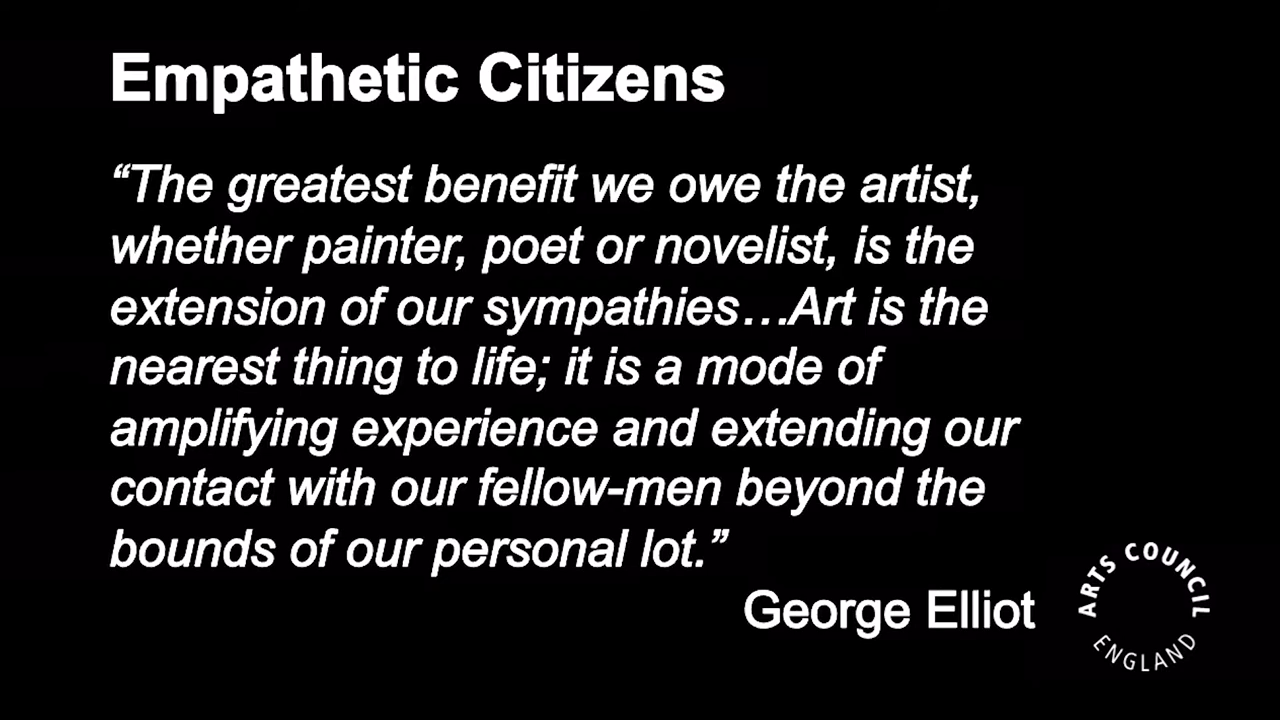 Empathetic Citizens
“The greatest benefit we owe the artist,
whether painter, poet or novelist, is the
extension of our sympathies…Art is the
nearest thing to life; it is a mode of
amplifying experience and extending our
contact with our fellow-men beyond the
bounds of our personal lot.”
George Elliot
ARTS COUNCIL
ENGLAND